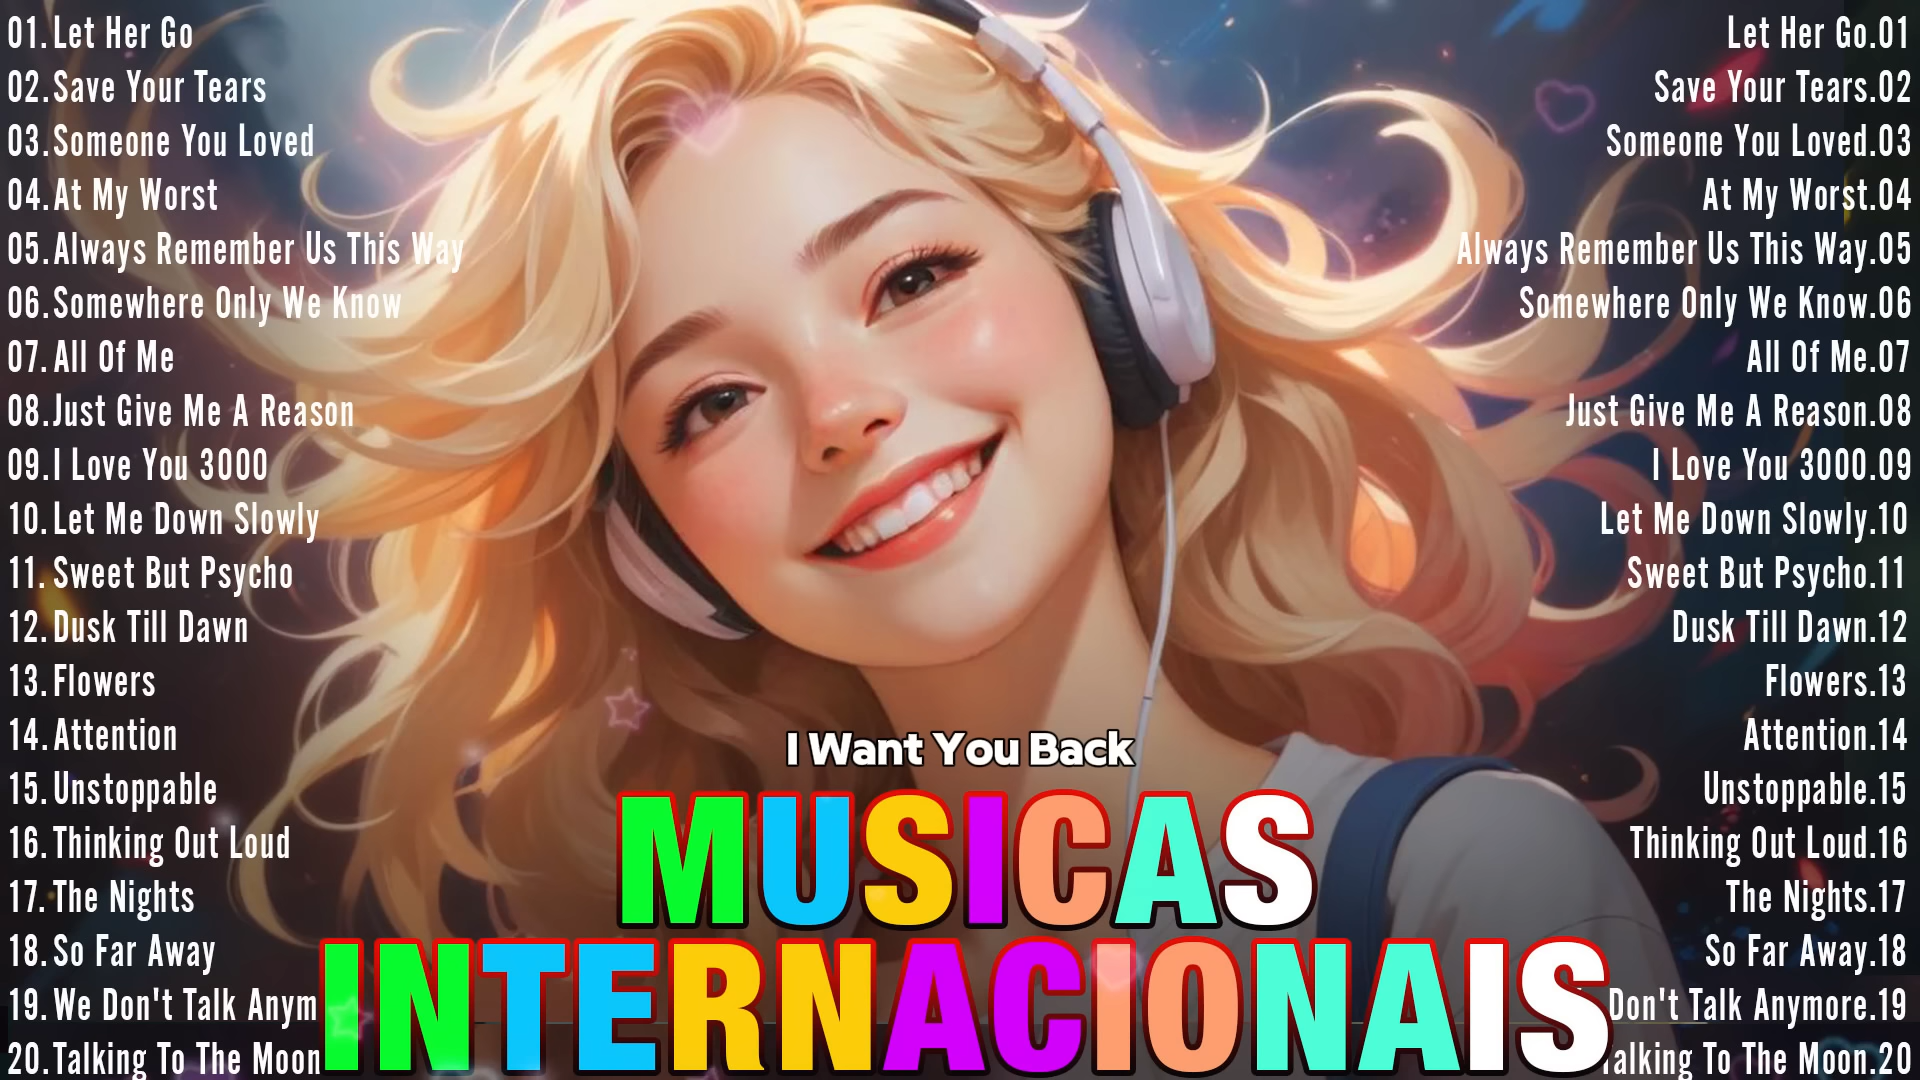 01.Let Her Go
02.Save Your Tears
03.Someone You Loved
04.At My Worst
05.Always Remember Us This Way
06.Somewhere Only We Know
07.All Of Me
08.Just Give Me A Reason
09.I Love You 3000
10.Let Me Down Slowly
11.Sweet But Psycho
12.Dusk Till Dawn
13.Flowers
14.Attention
15.Unstoppable
16.Thinking Out Loud
17.The Nights
18.So Far Away
19.We Don't Talk Anym
20.Talking To The Moon
I Want You Back
MUSICAS
INTERNACIONAIS
Let Her Go.01
Save Your Tears.02
Someone You Loved.03
At My Worst.04
Always Remember Us This Way.05
Somewhere Only We Know.06
All Of Me.07
Just Give Me A Reason.08
I Love You 3000.09
Let Me Down Slowly.10
Sweet But Psycho.11
Dusk Till Dawn.12
Flowers.13
Attention.14
Unstoppable.15
Thinking Out Loud.16
The Nights.17
So Far Away.18
Don't Talk Anymore.19
alking To The Moon.20